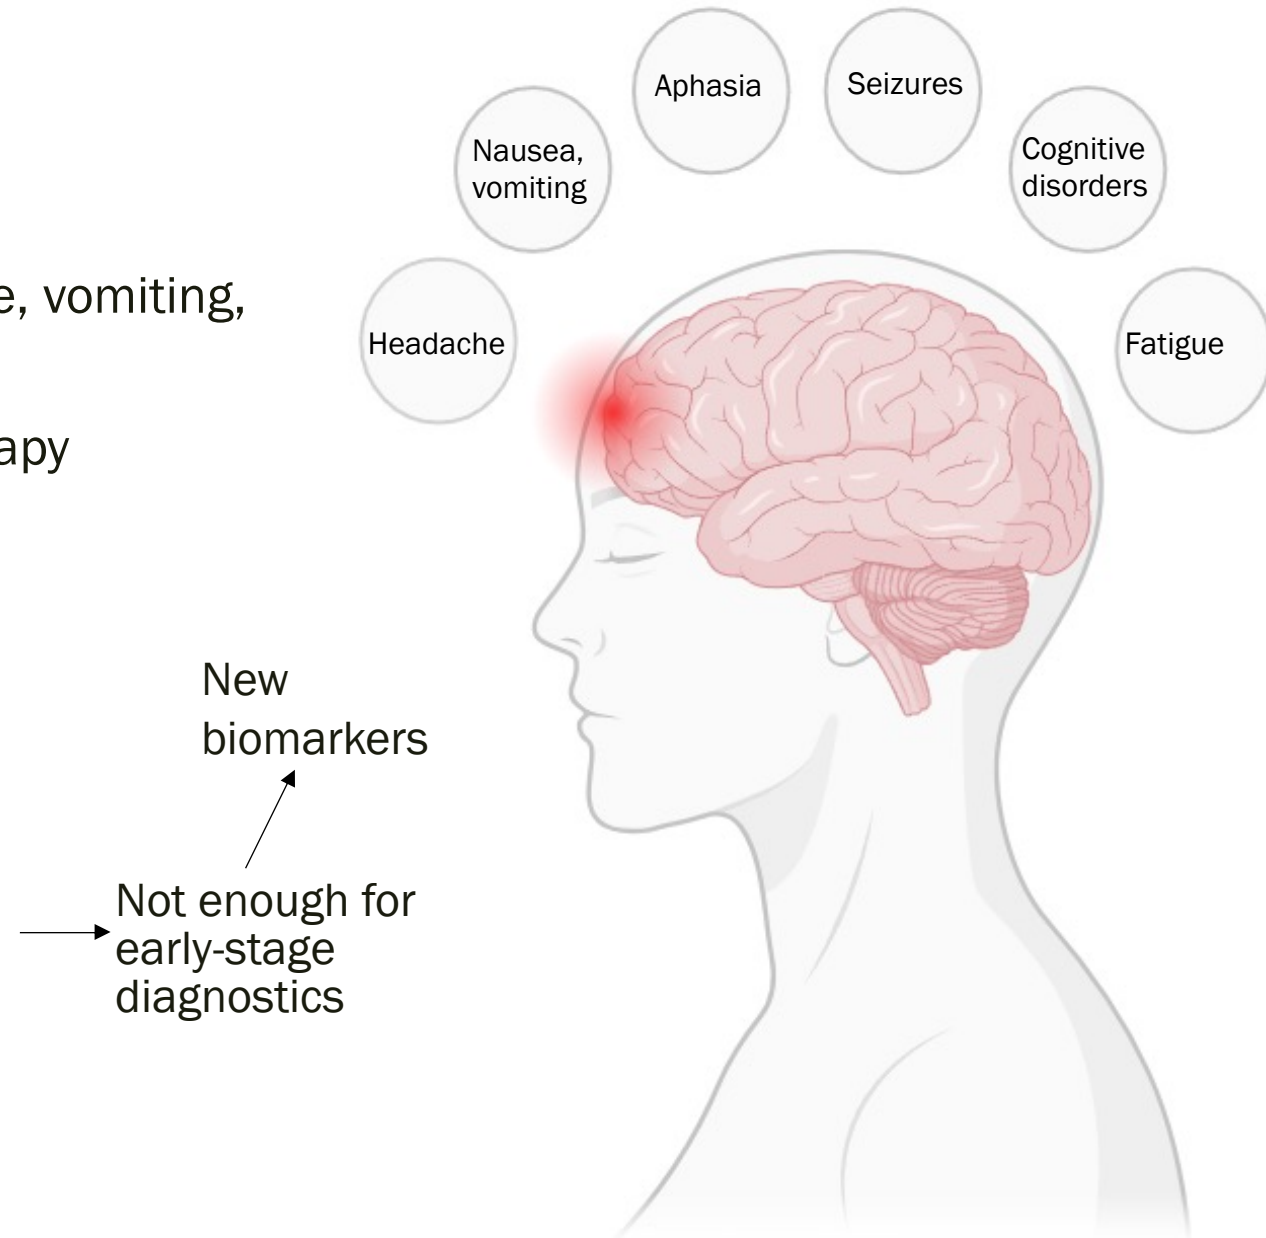 Aphasia
Seizures
Nausea,
vomiting
Cognitive
disorders
e, vomiting,
Headache
Fatigue
apy
New
biomarkers
Not enough for
early-stage
diagnostics